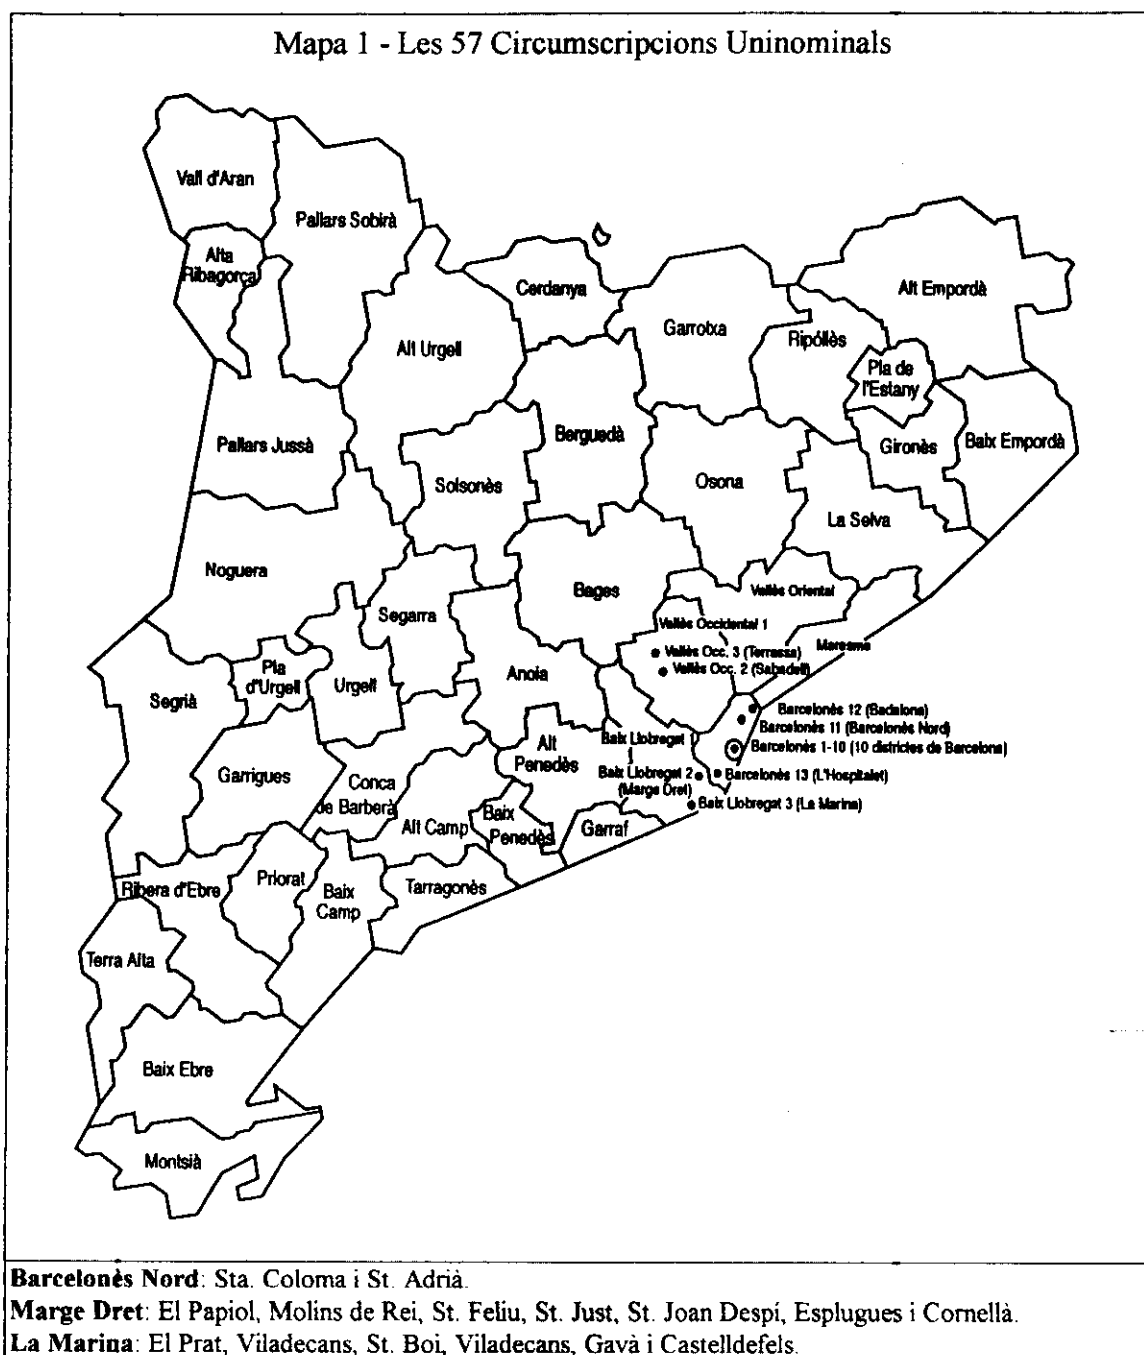 Mapa 1 - Les 57 Circumscripcions Uninominals
Vall d'Aran
Pallars Sobirà
Alta
Ribagorça
Cerdanya
Alt Empordà
Garrotxa
Ripóllès
Alt Urgell
Pla de
l'Estany
Pallars Jussà
Berguedà
Gironès
Baix Empordà
Solsonès
Osona
La Selva
Noguera
Bages
Vallès Oriental
Segarra
Vallès Occidental 1
Maresme
Vallès Occ. 3 (Terrassa)
Vallès Occ. 2 (Sabadell)
Pla
d'Urgell
Urgell
Anoia
Segrià
Barcelonès 12 (Badalona)
Barcelonès 11 (Barcelonès Nord)
Baix Llobregat 1
Barcelonès 1-10 (10 districtes de Barcelona)
Alt
Penedès
Garrigues
Conca
de Barberà
Baix Llobregat 2
(Marge Dret)
Barcelonès 13 (L'Hospitalet)
Baix Llobregat 3 (La Marina)
Alt Camp
Baix
Penedès
Garraf
Ribera d'Ebre
Priorat
Baix
Camp
Tarragonès
Terra Alta
Baix Ebre
Montsià
Barcelonès Nord: Sta. Coloma i St. Adrià.
Marge Dret: El Papiol, Molins de Rei, St. Feliu, St. Just, St. Joan Despí, Esplugues i Cornellà.
La Marina: El Prat, Viladecans, St. Boi, Viladecans, Gavà i Castelldefels.